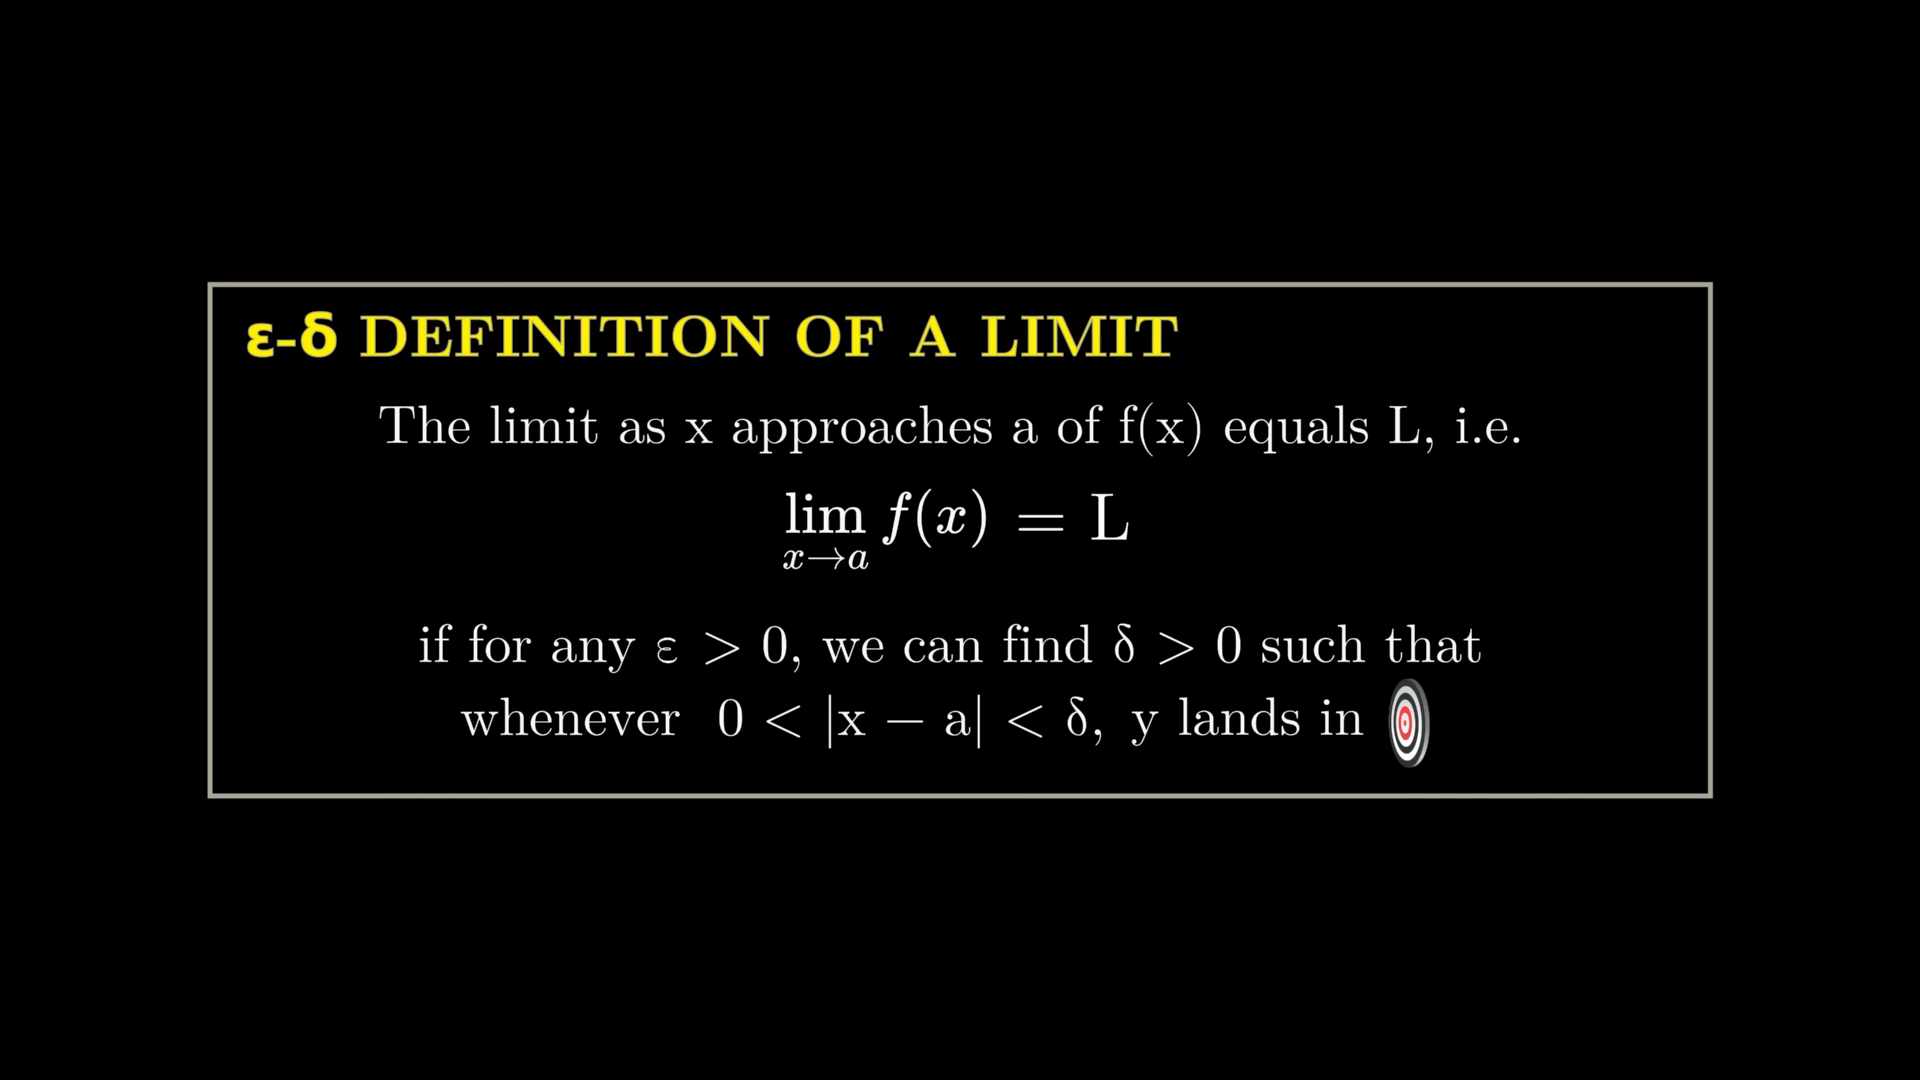 ε-δ DEFINITION OF A LIMIT
The limit as x approaches a of f(x) equals L, i.e.
lim f(x) = L
x→a
if for any ε > 0, we can find δ > 0 such that
whenever 0 < |x − a| < δ, y lands in